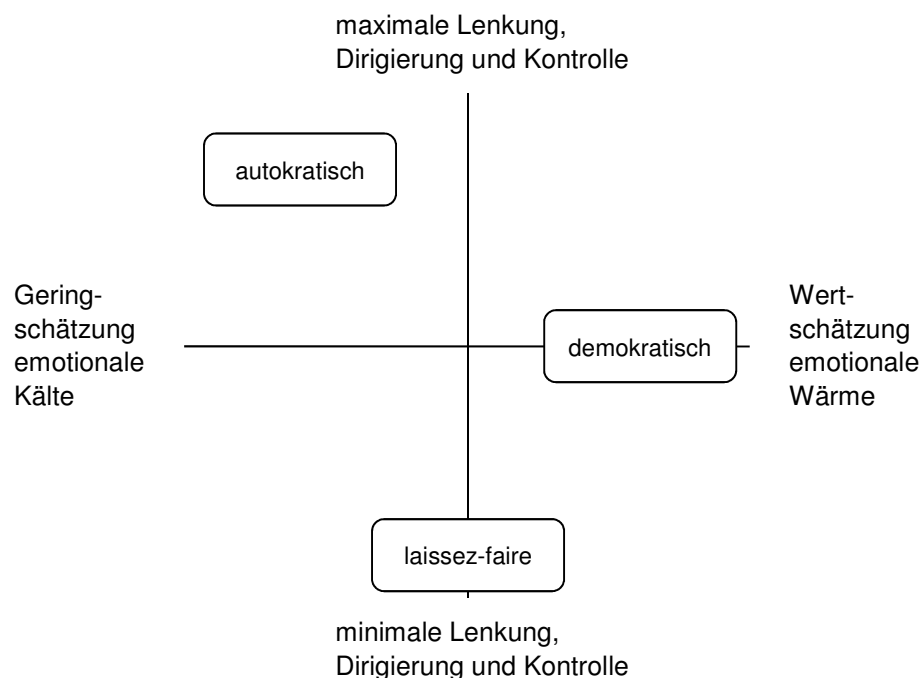 maximale Lenkung,
Dirigierung und Kontrolle
autokratisch
Gering-
schätzung
emotionale
Kälte
demokratisch
Wert-
schätzung
emotionale
Wärme
laissez-faire
minimale Lenkung,
Dirigierung und Kontrolle